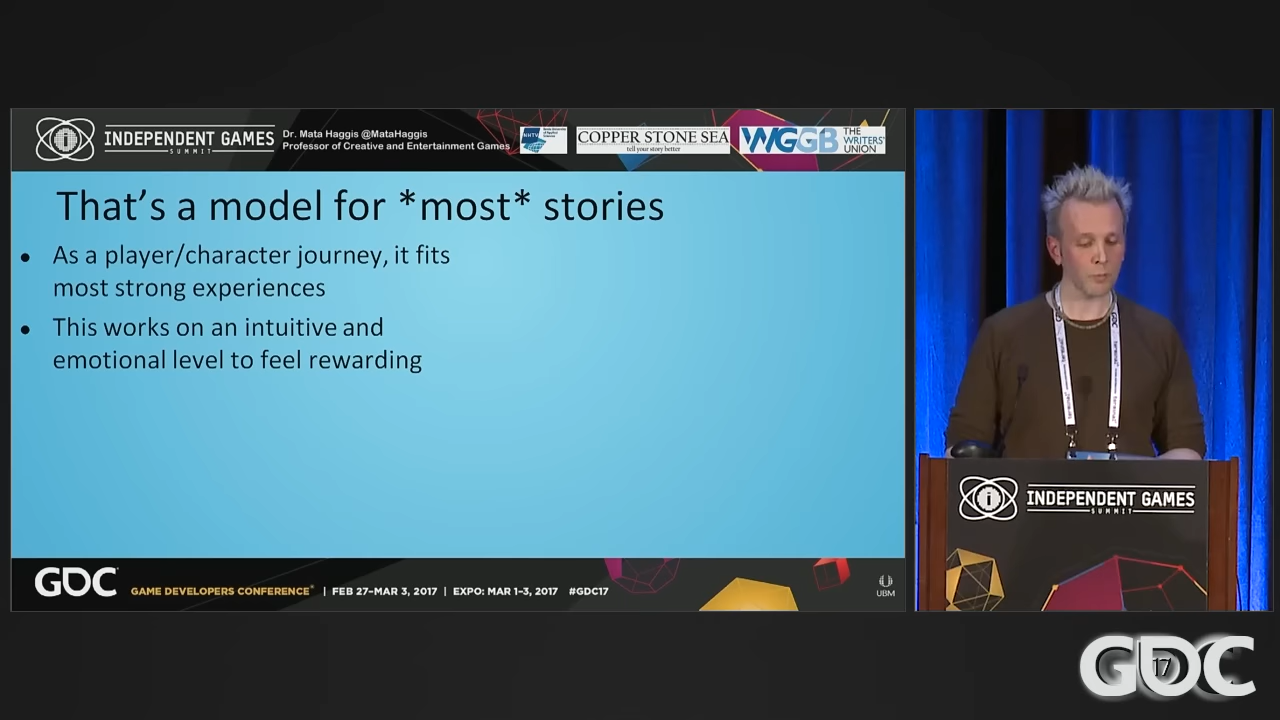 INDEPENDENT GAMES
SUMMIT
Dr. Mata Haggis @MataHaggis
Professor of Creative and Entertainment Games
NHTV
COPPER STONE SEA
tell your story better
WGGB
THE
WRITERS'
UNION
That's a model for *most* stories
● As a player/character journey, it fits
most strong experiences
● This works on an intuitive and
emotional level to feel rewarding
GDC
GAME DEVELOPERS CONFERENCE® | FEB 27–MAR 3, 2017 | EXPO: MAR 1–3, 2017 #GDC17
UBM
GDC
INDEPENDENT GAMES
SUMMIT
GDC
17